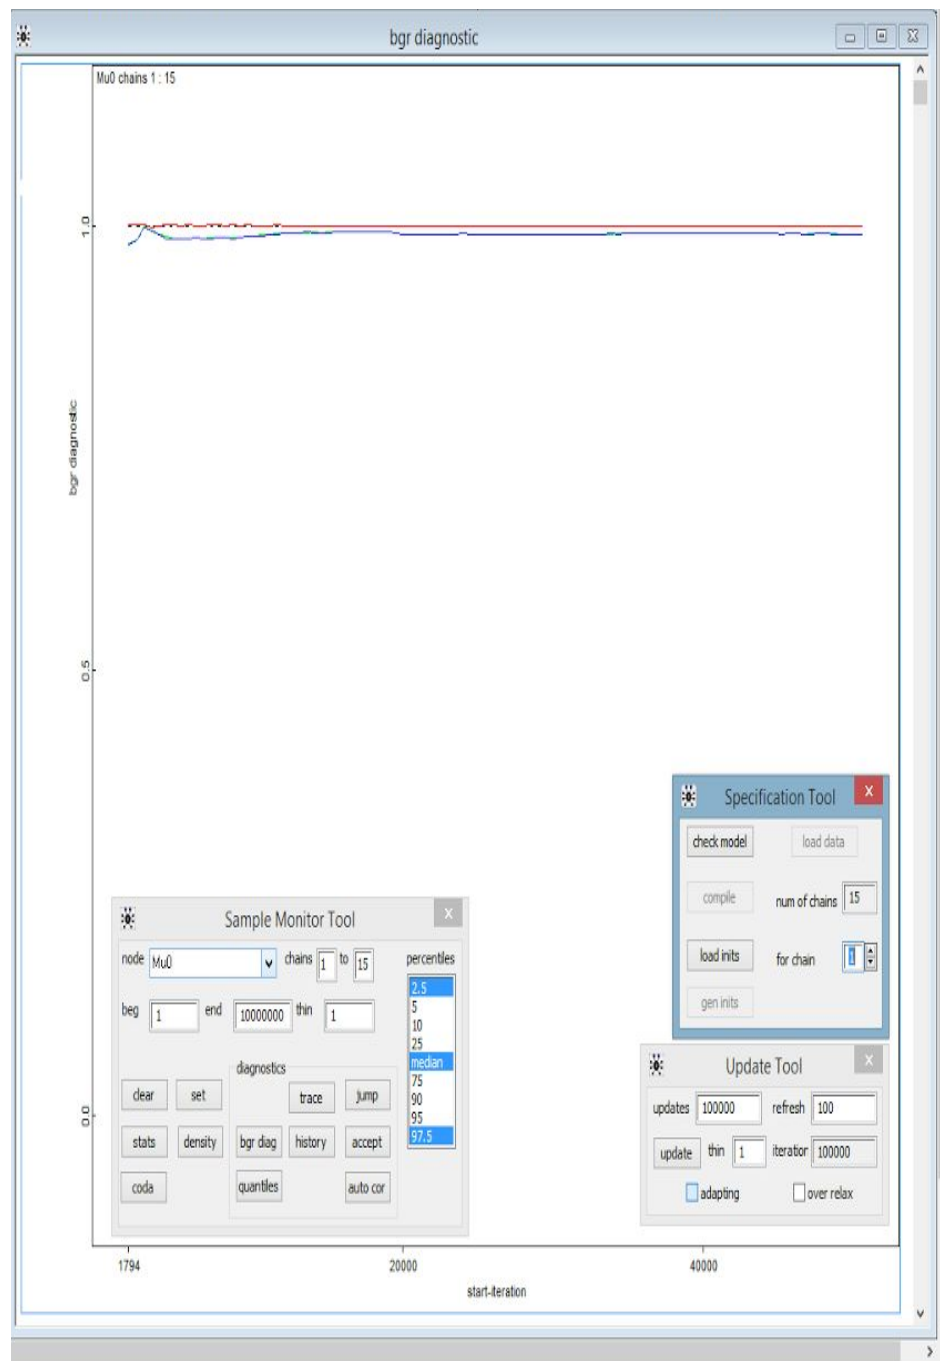 bgr diagnostic
Mu0 chains 1 : 15
1.0
bgr diagnostic
0.5
0.0
1794
20000
40000
start-iteration
Specification Tool
x
check model
load data
compile
num of chains
15
load inits
for chain
1
gen inits
Sample Monitor Tool
x
node
Mu0
chains
1
to
15
percentiles
beg
1
end
10000000
thin
1
2.5
5
10
25
median
75
90
95
97.5
diagnostics
clear
set
trace
jump
stats
density
bgr diag
history
accept
coda
quantiles
auto cor
Update Tool
x
updates
100000
refresh
100
update
thin
1
iteration
100000
adapting
over relax